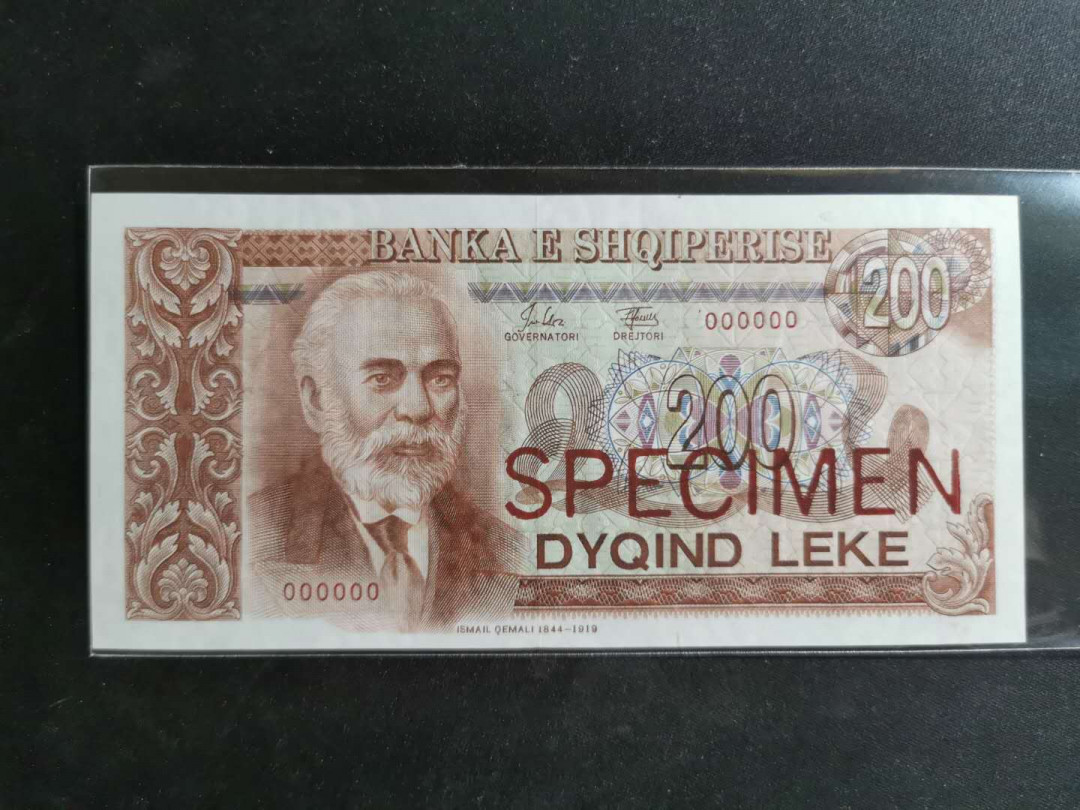 BANKA E SHQIPERISE
200
GOVERNATORI DREJTORI 000000
200
SPECIMEN
DYQIND LEKE
000000
ISMAIL QEMALI 1844–1919